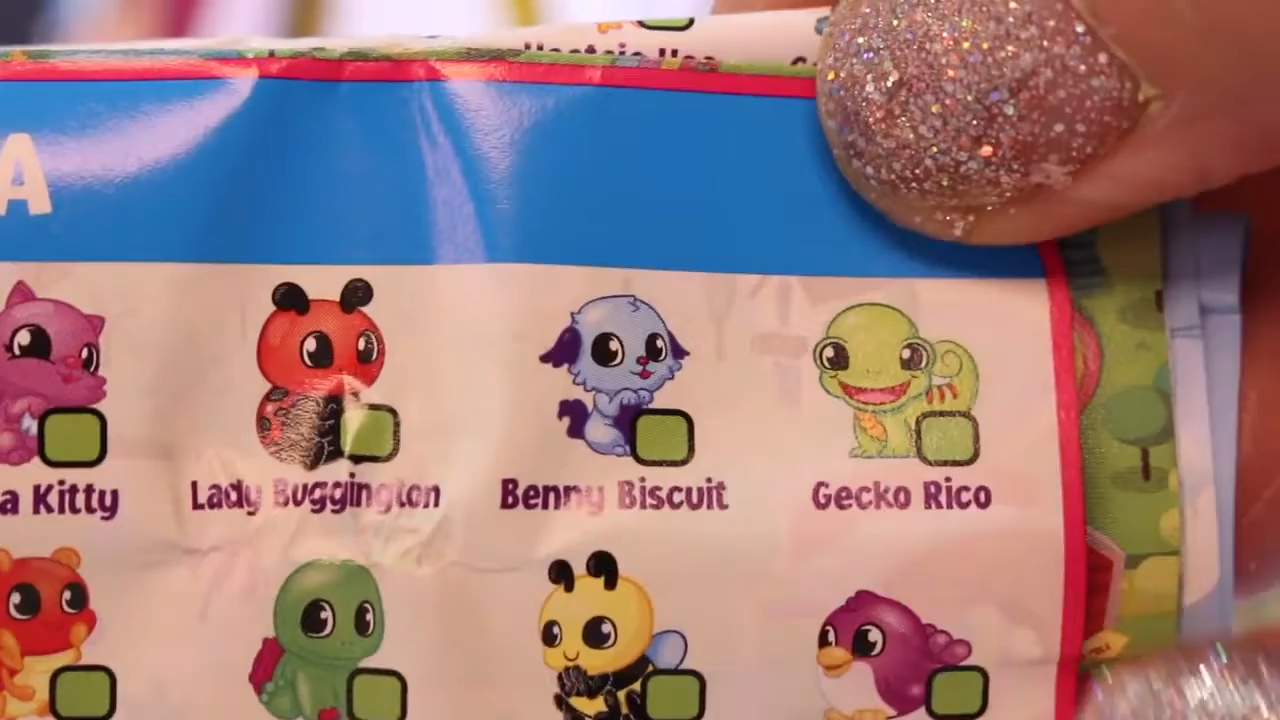 A
a Kitty
Lady Buggington
Benny Biscuit
Gecko Rico